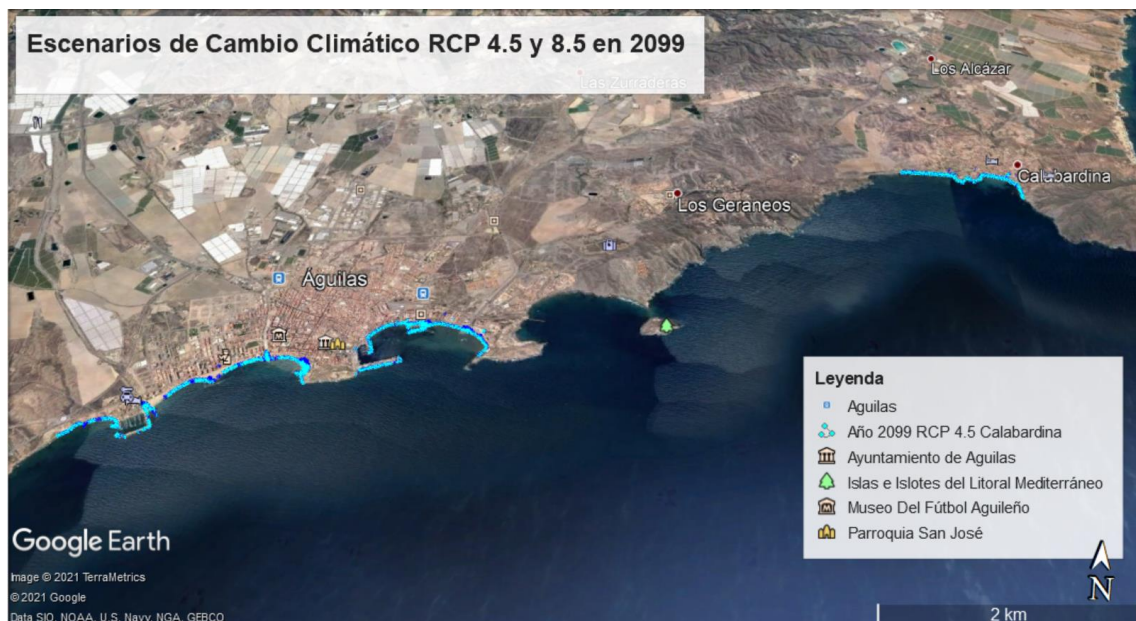 Escenarios de Cambio Climático RCP 4.5 y 8.5 en 2099
Las Zurraderas
Los Alcázar
Calabardina
Los Geraneos
Águilas
Leyenda
Aguilas
Año 2099 RCP 4.5 Calabardina
Ayuntamiento de Aguilas
Islas e Islotes del Litoral Mediterráneo
Museo Del Fútbol Aguileño
Parroquia San José
Google Earth
Image © 2021 TerraMetrics
© 2021 Google
Data SIO, NOAA, U.S. Navy, NGA, GEBCO
N
2 km